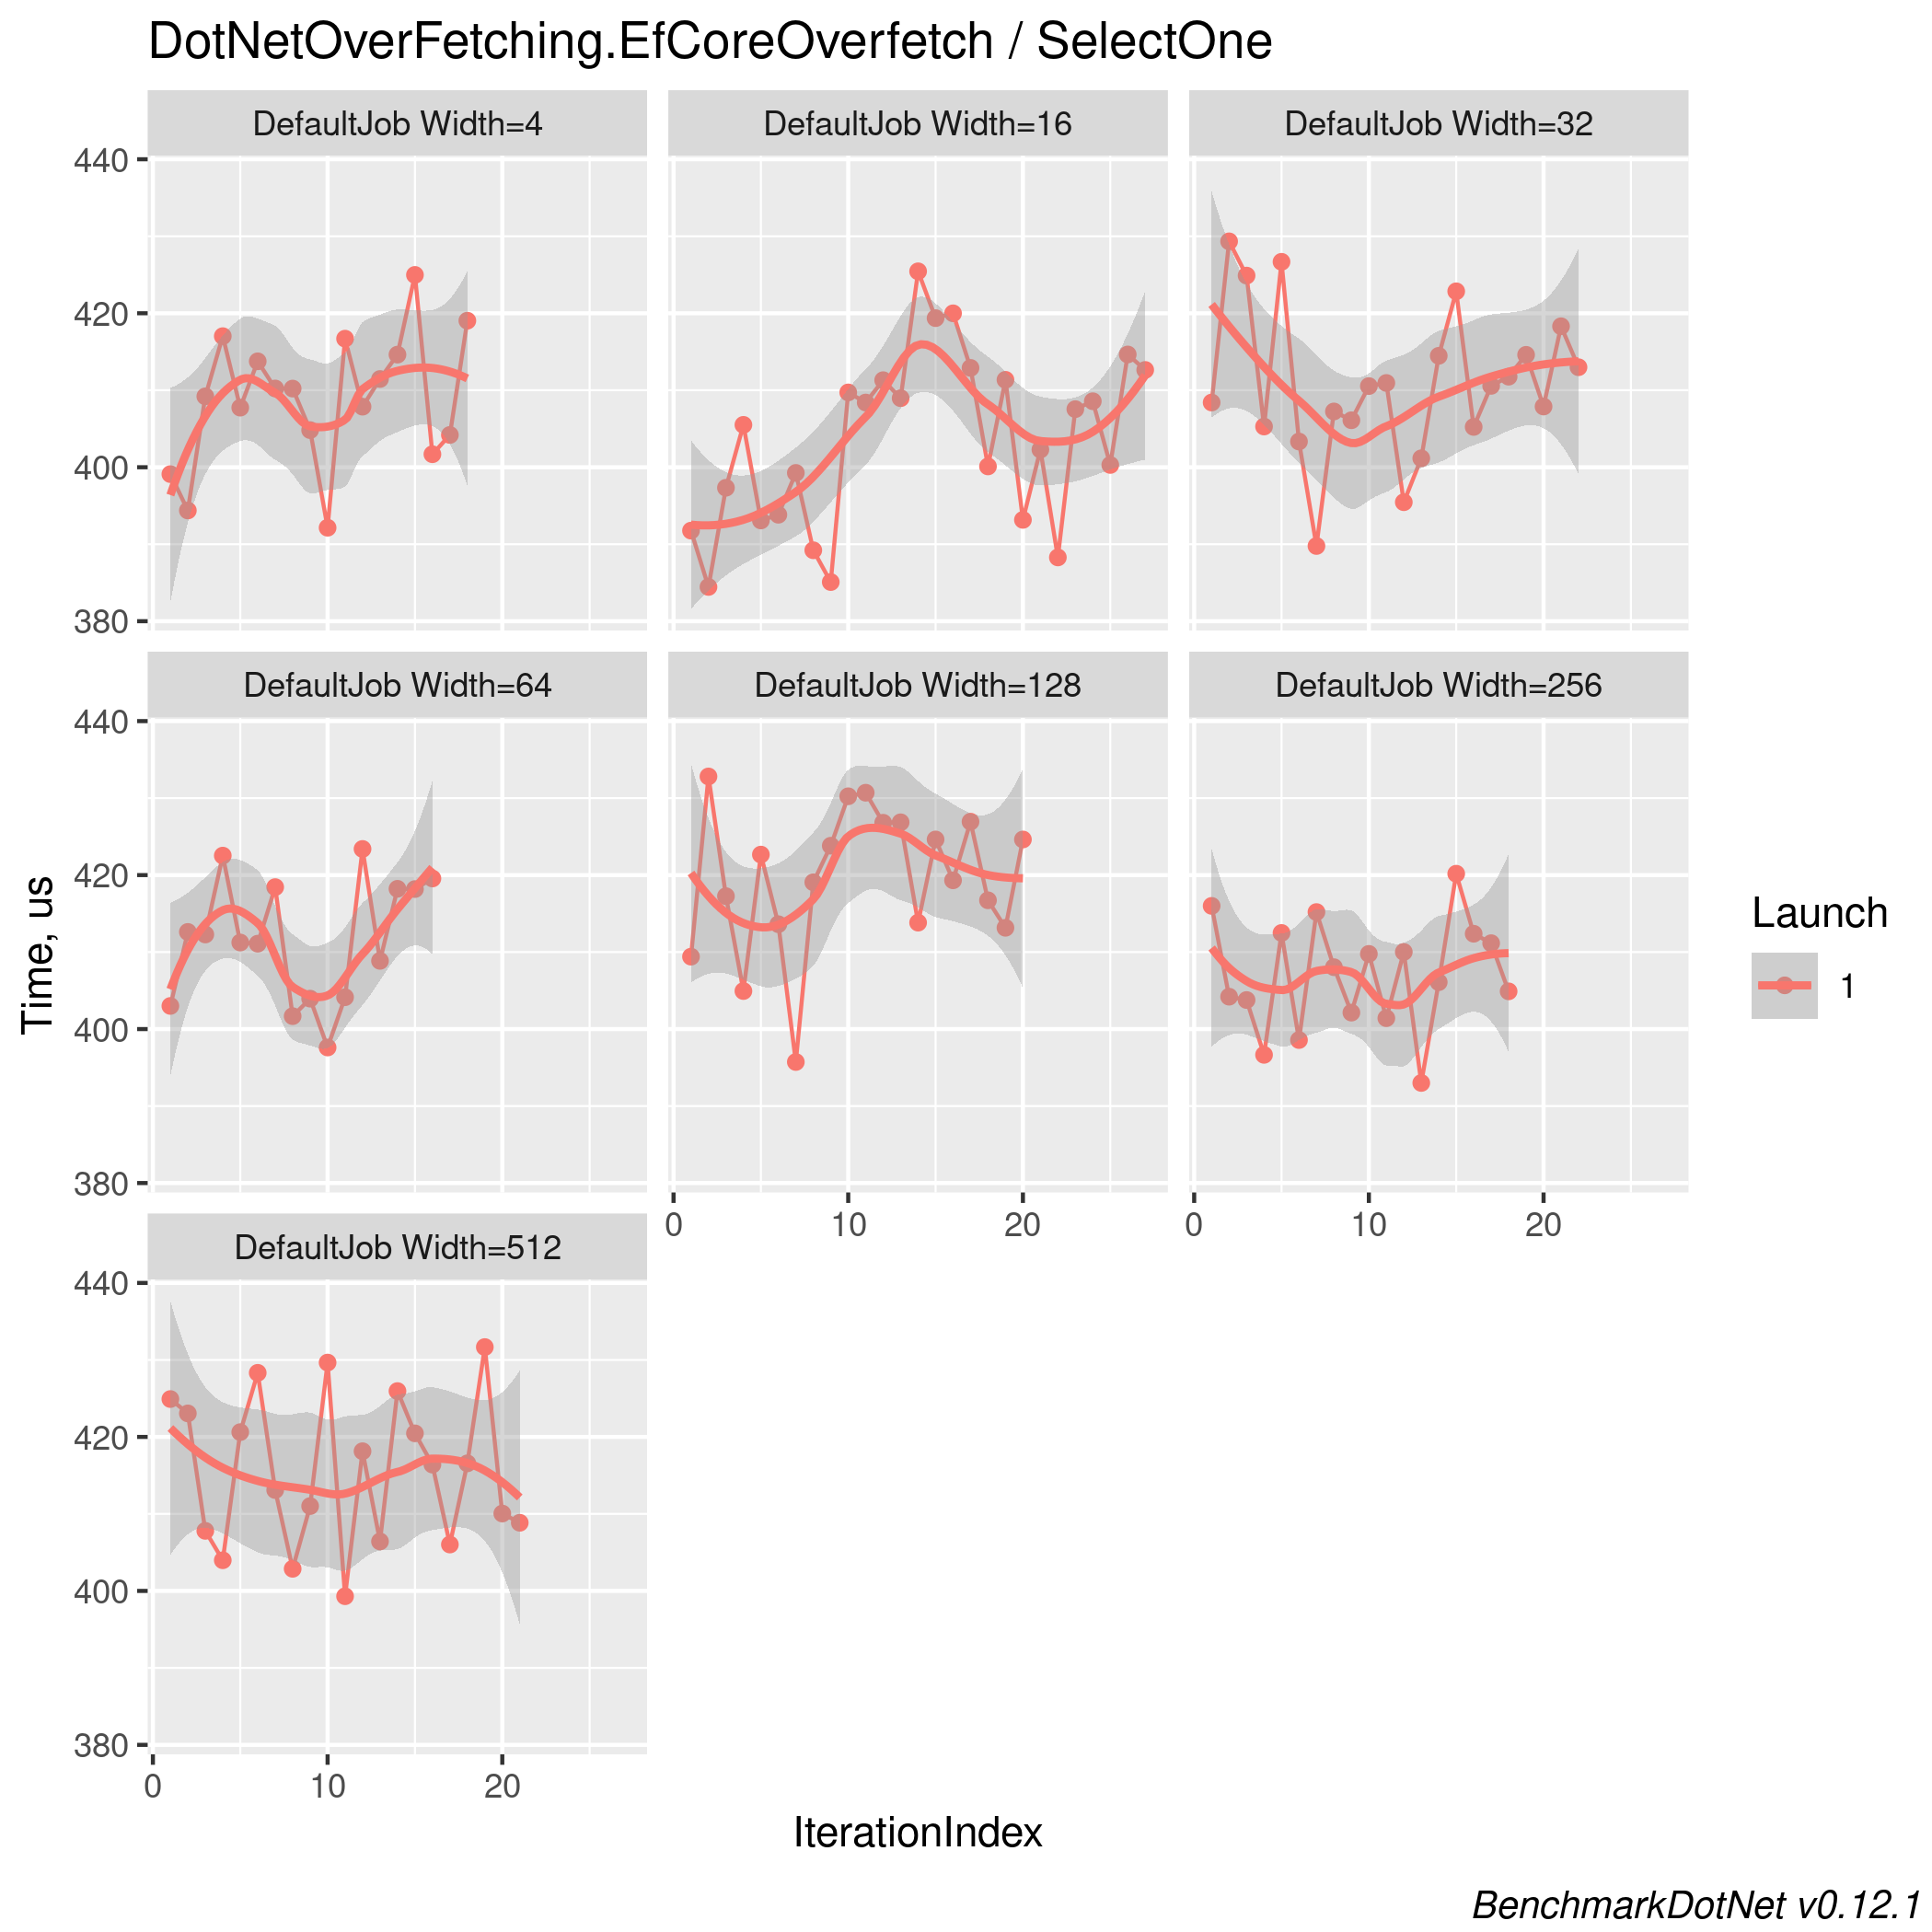 DotNetOverFetching.EfCoreOverfetch / SelectOne
DefaultJob Width=4
DefaultJob Width=16
DefaultJob Width=32
440
420
400
380
DefaultJob Width=64
DefaultJob Width=128
DefaultJob Width=256
440
420
400
380
0 10 20
0 10 20
DefaultJob Width=512
440
420
400
380
0 10 20
Time, us
IterationIndex
Launch
1
BenchmarkDotNet v0.12.1